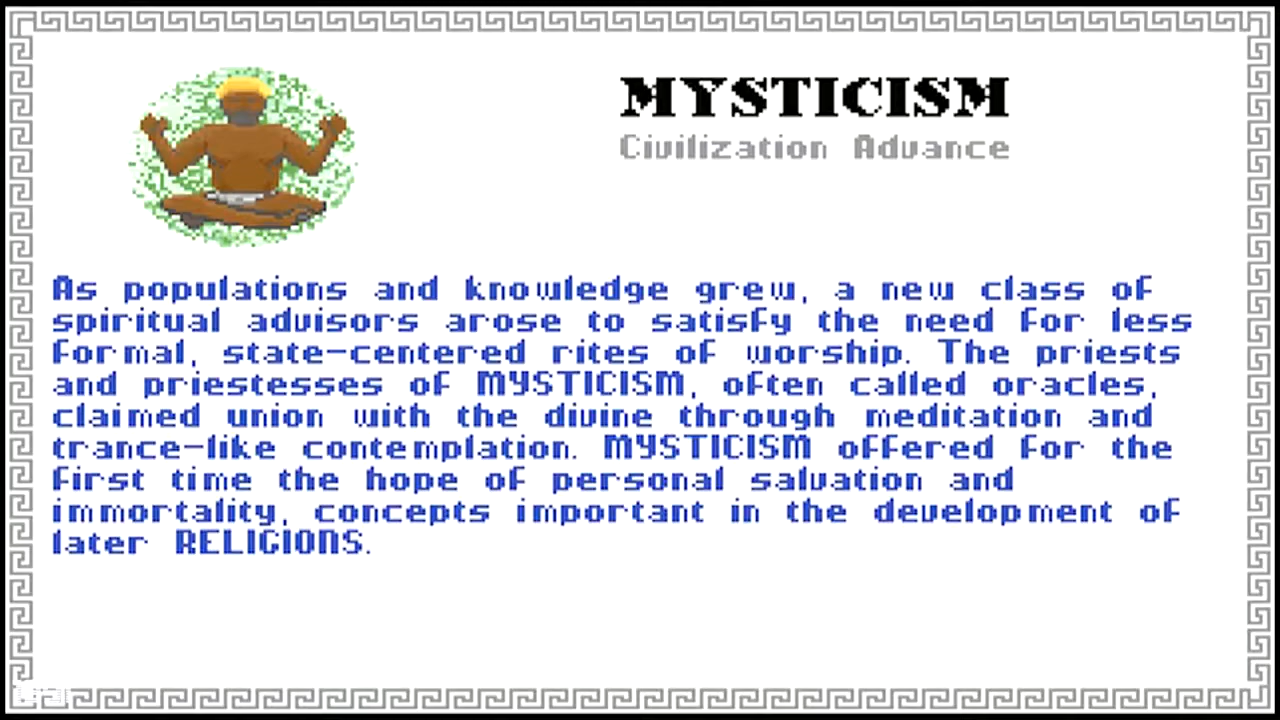 MYSTICISM
Civilization Advance
As populations and knowledge grew, a new class of
spiritual advisors arose to satisfy the need for less
formal, state-centered rites of worship. The priests
and priestesses of MYSTICISM, often called oracles,
claimed union with the divine through meditation and
trance-like contemplation. MYSTICISM offered for the
first time the hope of personal salvation and
immortality, concepts important in the development of
later RELIGIONS.